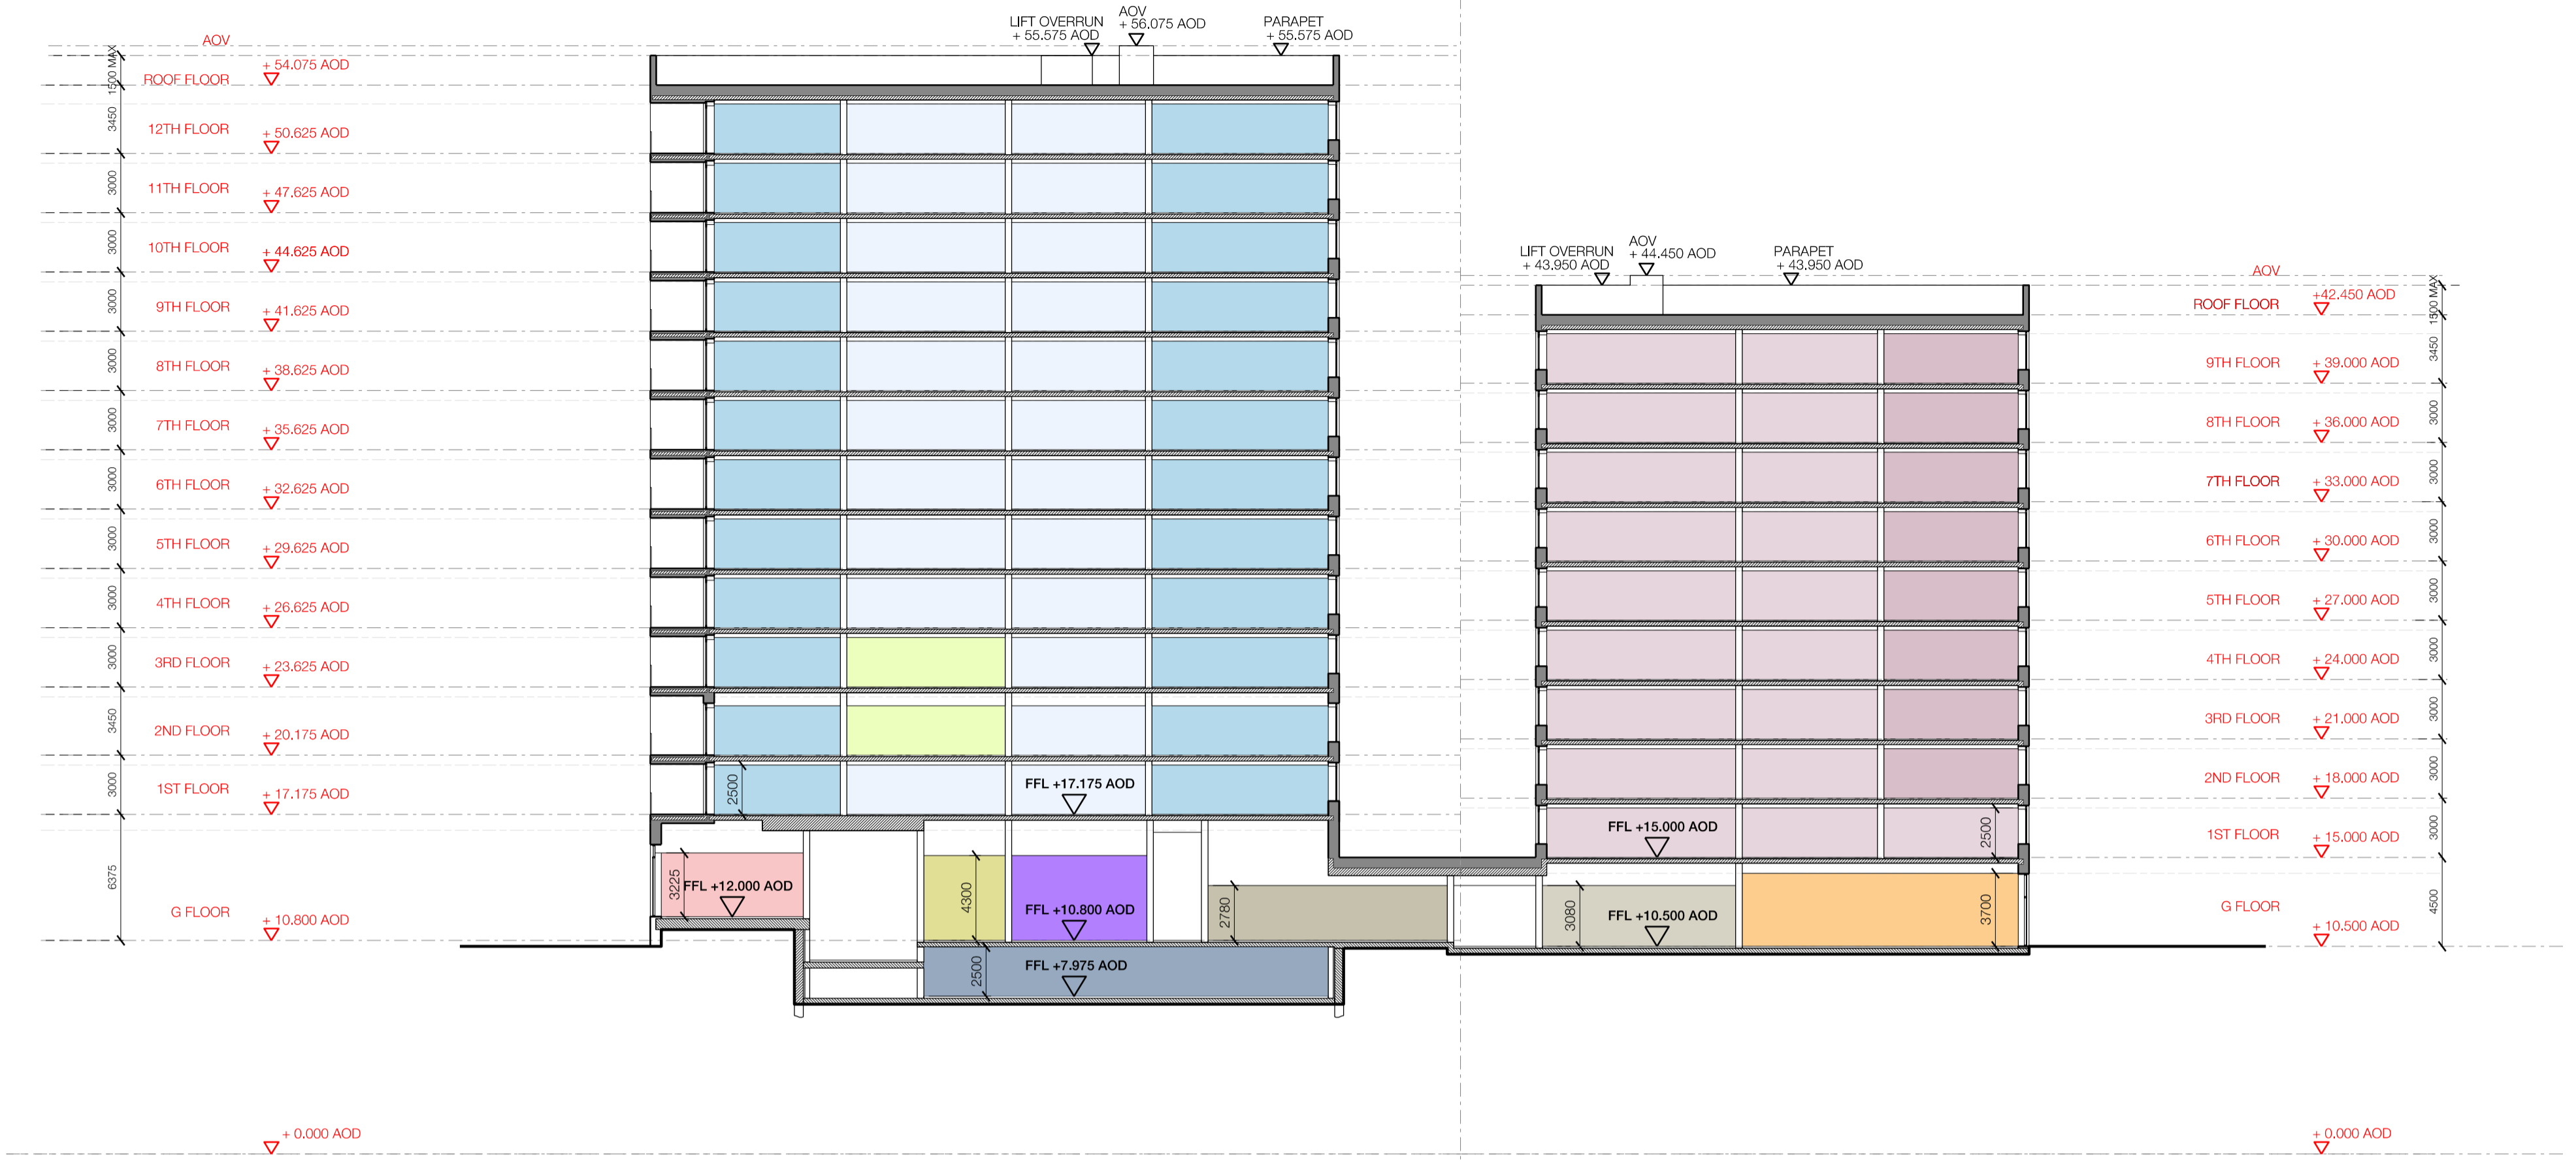 AOV
+ 56.075 AOD
LIFT OVERRUN
+ 55.575 AOD
PARAPET
+ 55.575 AOD
AOV
1500 MAX
ROOF FLOOR
+ 54.075 AOD
3450
12TH FLOOR
+ 50.625 AOD
3000
11TH FLOOR
+ 47.625 AOD
3000
10TH FLOOR
+ 44.625 AOD
3000
9TH FLOOR
+ 41.625 AOD
3000
8TH FLOOR
+ 38.625 AOD
3000
7TH FLOOR
+ 35.625 AOD
3000
6TH FLOOR
+ 32.625 AOD
3000
5TH FLOOR
+ 29.625 AOD
3000
4TH FLOOR
+ 26.625 AOD
3000
3RD FLOOR
+ 23.625 AOD
3450
2ND FLOOR
+ 20.175 AOD
3000
1ST FLOOR
+ 17.175 AOD
6375
G FLOOR
+ 10.800 AOD
+ 0.000 AOD
2500
FFL +17.175 AOD
3225
FFL +12.000 AOD
4300
FFL +10.800 AOD
2780
2500
FFL +7.975 AOD
LIFT OVERRUN
+ 43.950 AOD
AOV
+ 44.450 AOD
PARAPET
+ 43.950 AOD
FFL +15.000 AOD
2500
3080
FFL +10.500 AOD
3700
AOV
ROOF FLOOR
+42.450 AOD
1500 MAX
9TH FLOOR
+ 39.000 AOD
3450
8TH FLOOR
+ 36.000 AOD
3000
7TH FLOOR
+ 33.000 AOD
3000
6TH FLOOR
+ 30.000 AOD
3000
5TH FLOOR
+ 27.000 AOD
3000
4TH FLOOR
+ 24.000 AOD
3000
3RD FLOOR
+ 21.000 AOD
3000
2ND FLOOR
+ 18.000 AOD
3000
1ST FLOOR
+ 15.000 AOD
3000
G FLOOR
+ 10.500 AOD
4500
+ 0.000 AOD